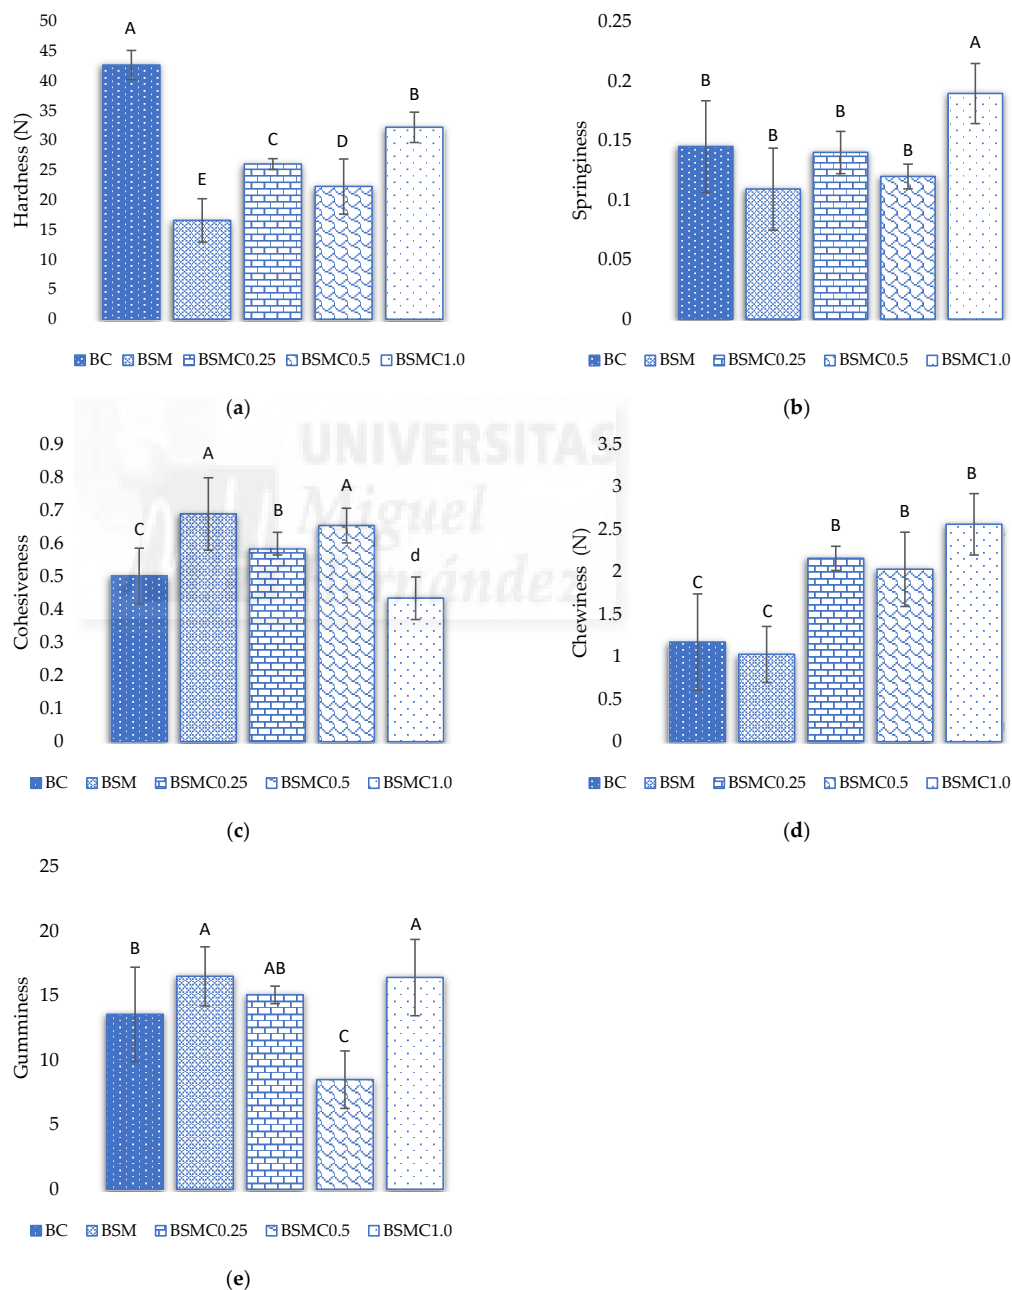 50
45
40
35
30
25
20
15
10
5
0
Hardness (N)
A
E
C
D
B
BC BSM BSMC0.25 BSMC0.5 BSMC1.0
(a)
0.25
0.2
0.15
0.1
0.05
0
Springiness
B
B
B
B
A
BC BSM BSMC0.25 BSMC0.5 BSMC1.0
(b)
UNIVERSITAS
Miguel
Hernández
0.9
0.8
0.7
0.6
0.5
0.4
0.3
0.2
0.1
0
Cohesiveness
C
A
B
A
d
BC BSM BSMC0.25 BSMC0.5 BSMC1.0
(c)
3.5
3
2.5
2
1.5
1
0.5
0
Chewiness (N)
C
C
B
B
B
BC BSM BSMC0.25 BSMC0.5 BSMC1.0
(d)
25
20
15
10
5
0
Gumminess
B
A
AB
C
A
BC BSM BSMC0.25 BSMC0.5 BSMC1.0
(e)